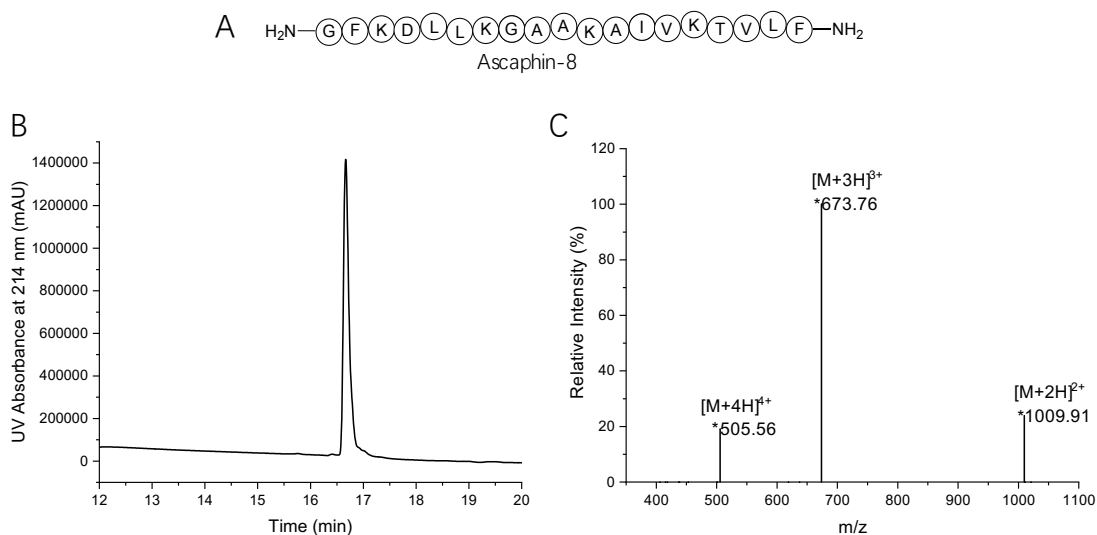 A
H₂N G F K D L L K G A A K A I V K T V L F NH₂
Ascaphin-8
B
UV Absorbance at 214 nm (mAU)
1400000
1200000
1000000
800000
600000
400000
200000
0
12 13 14 15 16 17 18 19 20
Time (min)
C
Relative Intensity (%)
120
100
80
60
40
20
0
[M+3H]³⁺
*673.76
[M+4H]⁴⁺
*505.56
[M+2H]²⁺
*1009.91
400 500 600 700 800 900 1000 1100
m/z